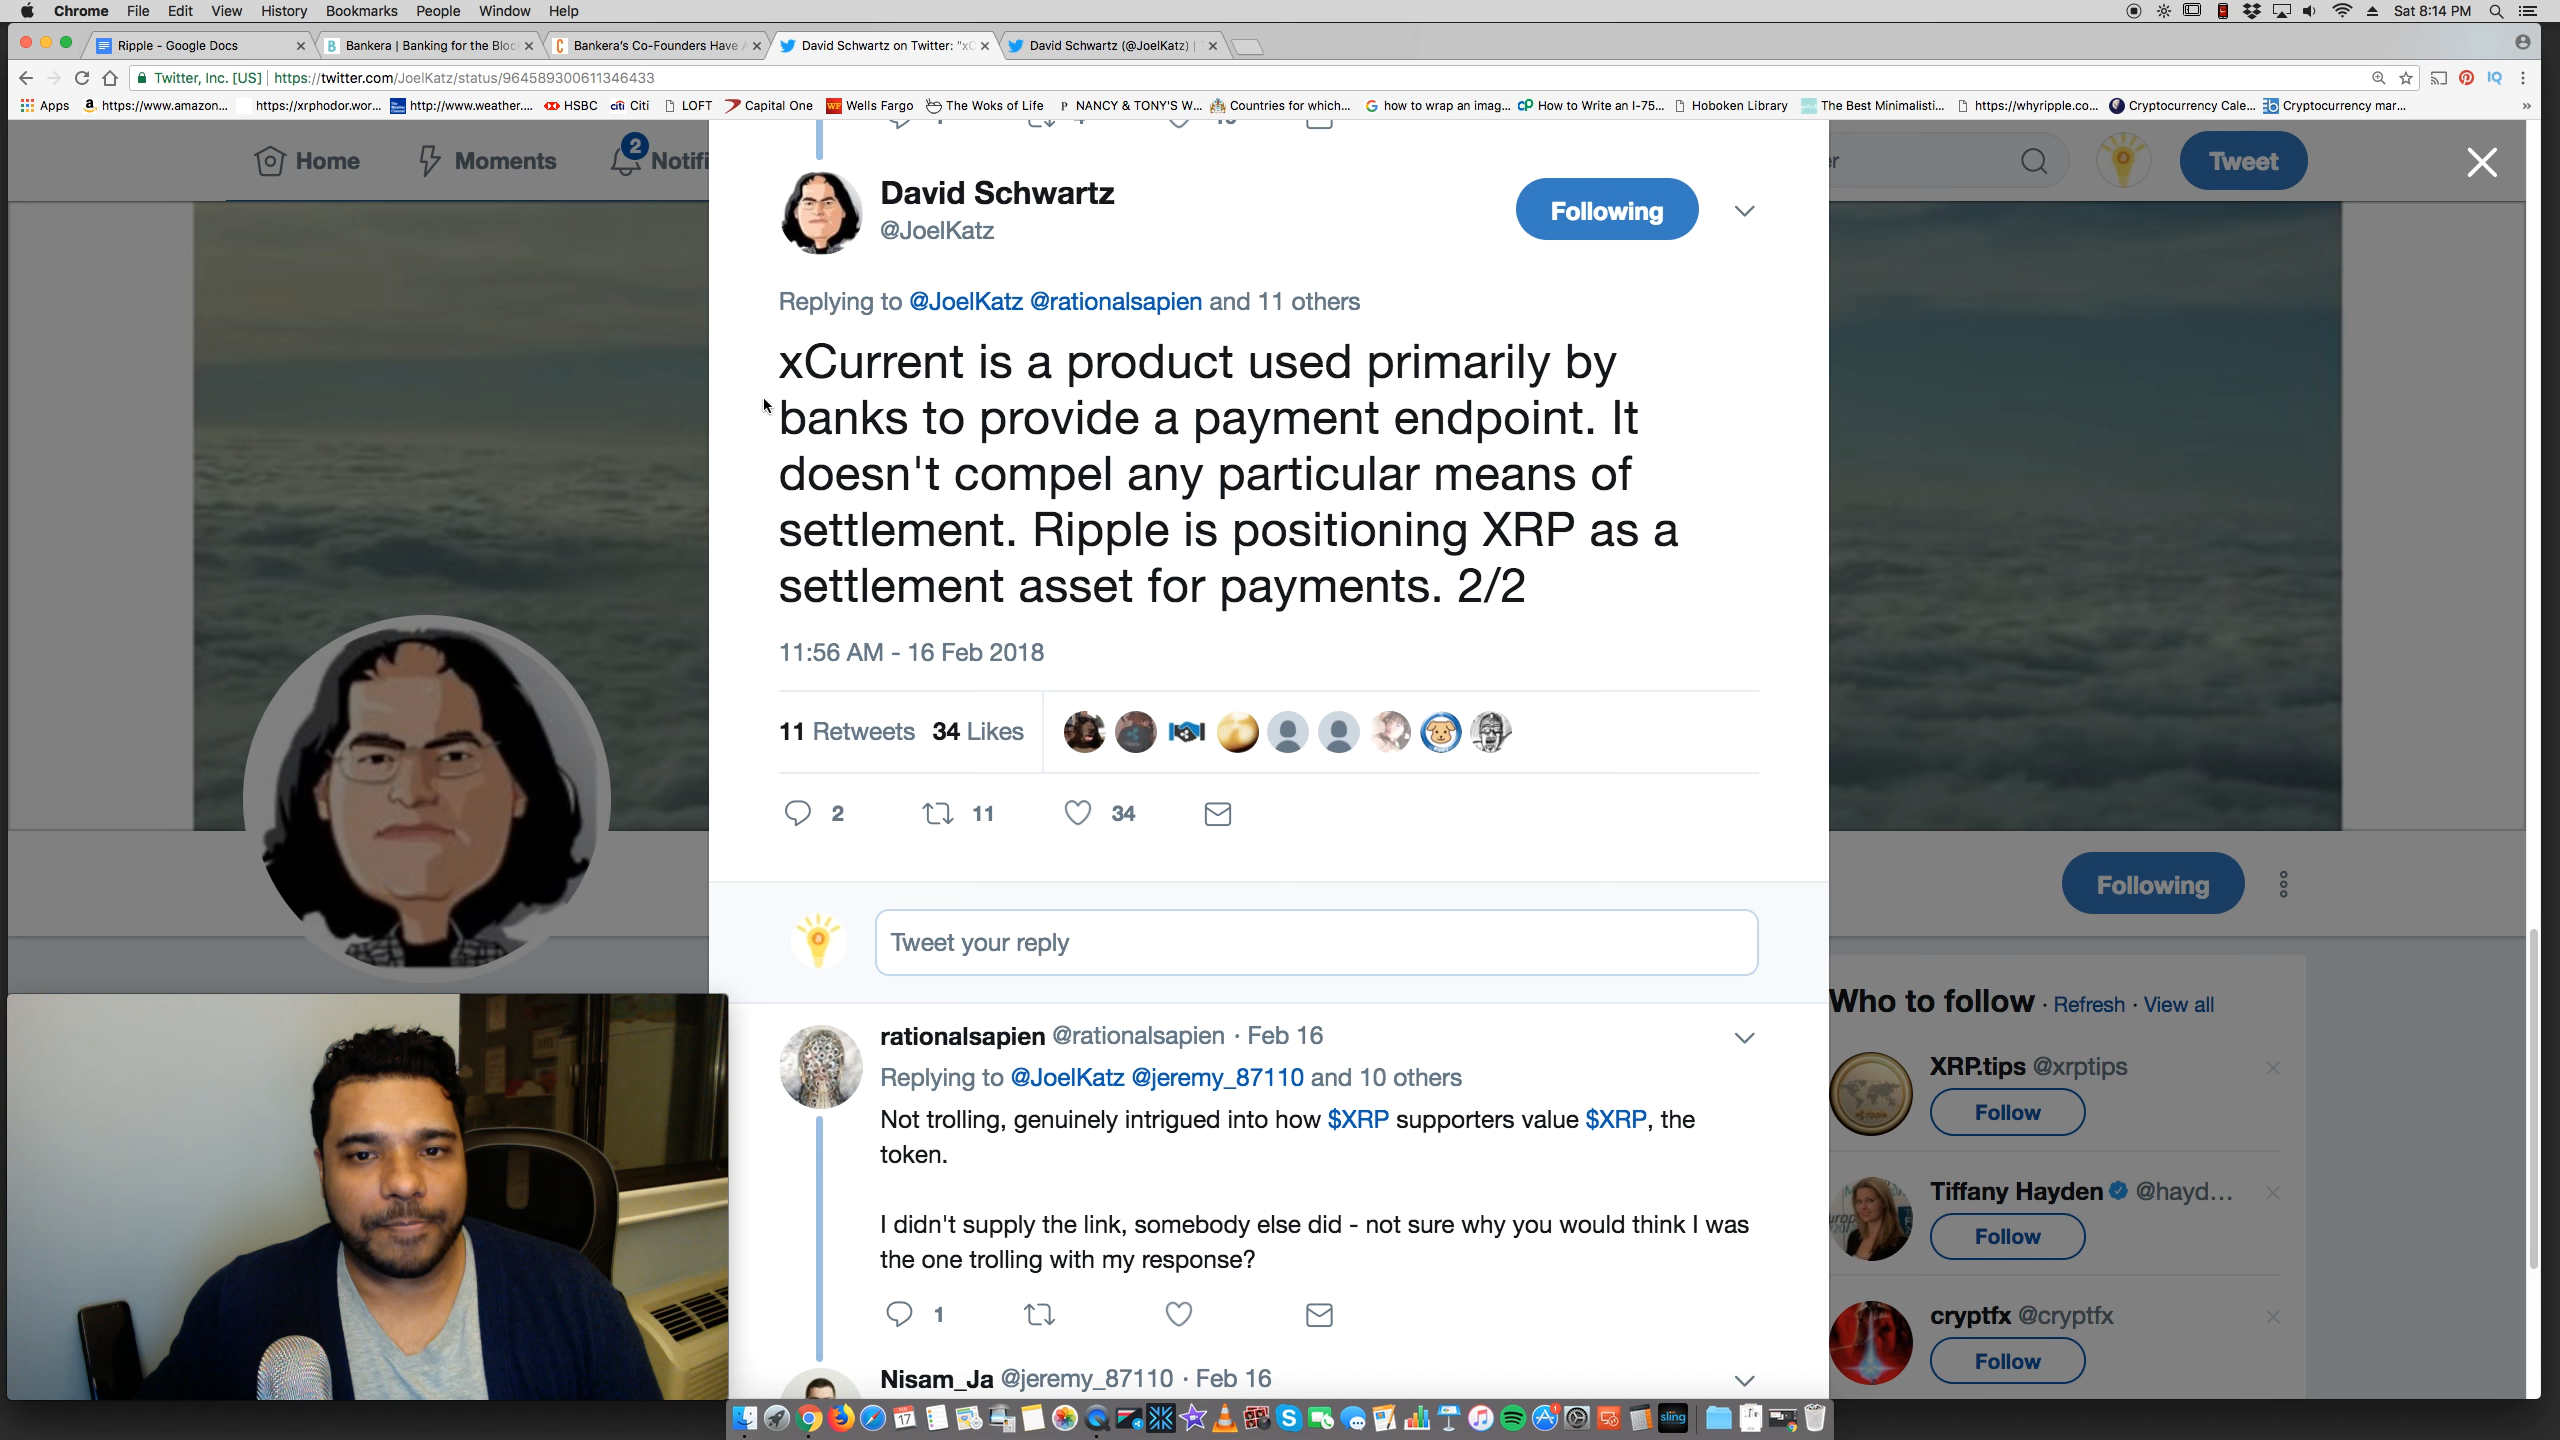 Chrome File Edit View History Bookmarks People Window Help
Sat 8:14 PM
Ripple - Google Docs
Bankera | Banking for the Bloc
Bankera's Co-Founders Have
David Schwartz on Twitter: "xC
David Schwartz (@JoelKatz) |
Twitter, Inc. [US] | https://twitter.com/JoelKatz/status/964589300611346433
Apps https://www.amazon... https://xrphodor.wor... http://www.weather.... HSBC citi Citi LOFT Capital One Wells Fargo The Woks of Life NANCY & TONY'S W... Countries for which... how to wrap an imag... How to Write an I-75... Hoboken Library The Best Minimalisti... https://whyripple.co... Cryptocurrency Cale... Cryptocurrency mar... »
Home Moments 2 Notifi
Tweet
David Schwartz
@JoelKatz
Following
Replying to @JoelKatz @rationalsapien and 11 others
xCurrent is a product used primarily by
banks to provide a payment endpoint. It
doesn't compel any particular means of
settlement. Ripple is positioning XRP as a
settlement asset for payments. 2/2
11:56 AM - 16 Feb 2018
11 Retweets 34 Likes
2 11 34
Following
Tweet your reply
Who to follow · Refresh · View all
XRP.tips @xrptips
Follow
Tiffany Hayden @hayd...
Follow
cryptfx @cryptfx
Follow
rationalsapien @rationalsapien · Feb 16
Replying to @JoelKatz @jeremy_87110 and 10 others
Not trolling, genuinely intrigued into how $XRP supporters value $XRP, the
token.
I didn't supply the link, somebody else did - not sure why you would think I was
the one trolling with my response?
1
Nisam_Ja @jeremy_87110 · Feb 16
17
sling